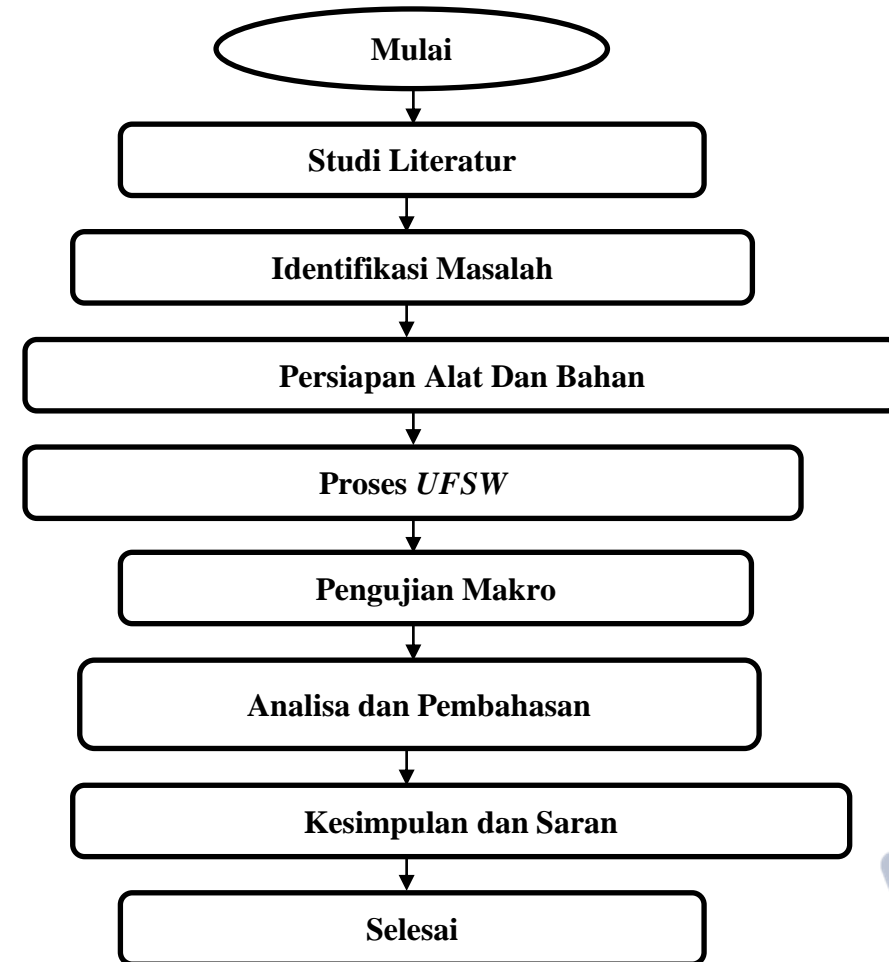 Mulai
Studi Literatur
Identifikasi Masalah
Persiapan Alat Dan Bahan
Proses UFSW
Pengujian Makro
Analisa dan Pembahasan
Kesimpulan dan Saran
Selesai